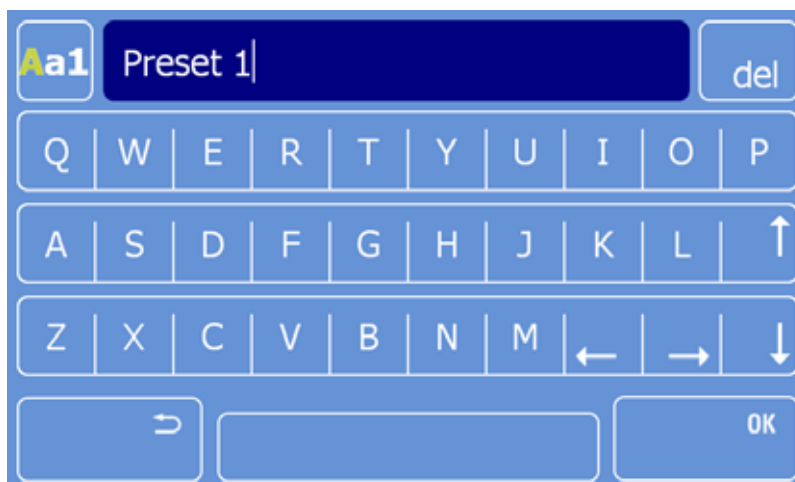 Aa1 Preset 1 del
Q W E R T Y U I O P
A S D F G H J K L ↑
Z X C V B N M ← → ↓
OK